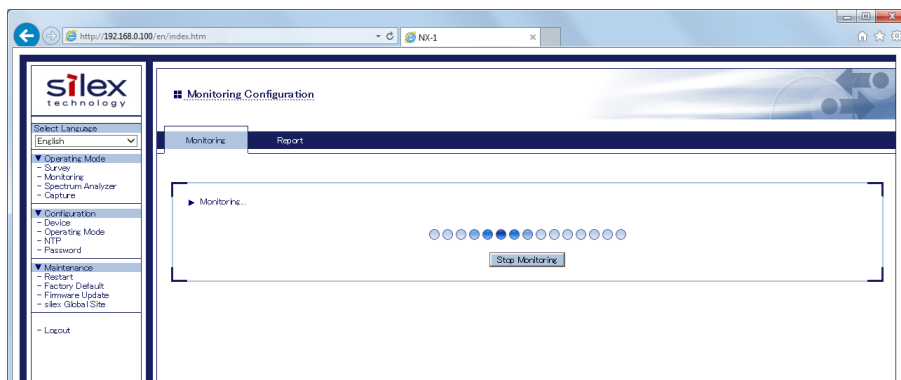 http://192.168.0.100/en/index.htm
NX-1
silex
technology
Monitoring Configuration
Select Language
English
Monitoring
Report
▼ Operating Mode
- Survey
- Monitoring
- Spectrum Analyzer
- Capture
▶ Monitoring...
▼ Configuration
- Device
- Operating Mode
- NTP
- Password
Stop Monitoring
▼ Maintenance
- Restart
- Factory Default
- Firmware Update
- silex Global Site
- Logout